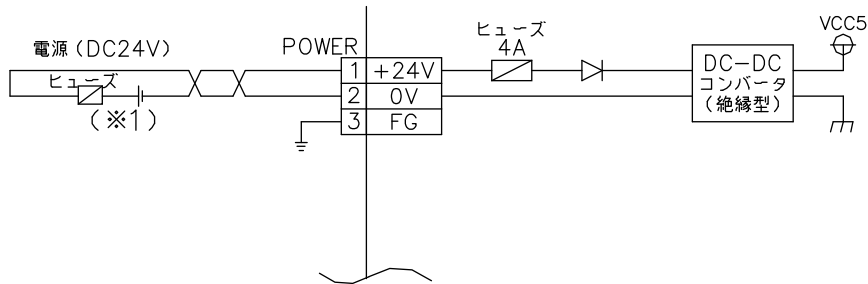 電源(DC24V)
ヒューズ
(※1)
POWER
1 +24V
2 0V
3 FG
ヒューズ
4A
DC-DC
コンバータ
(絶縁型)
VCC5